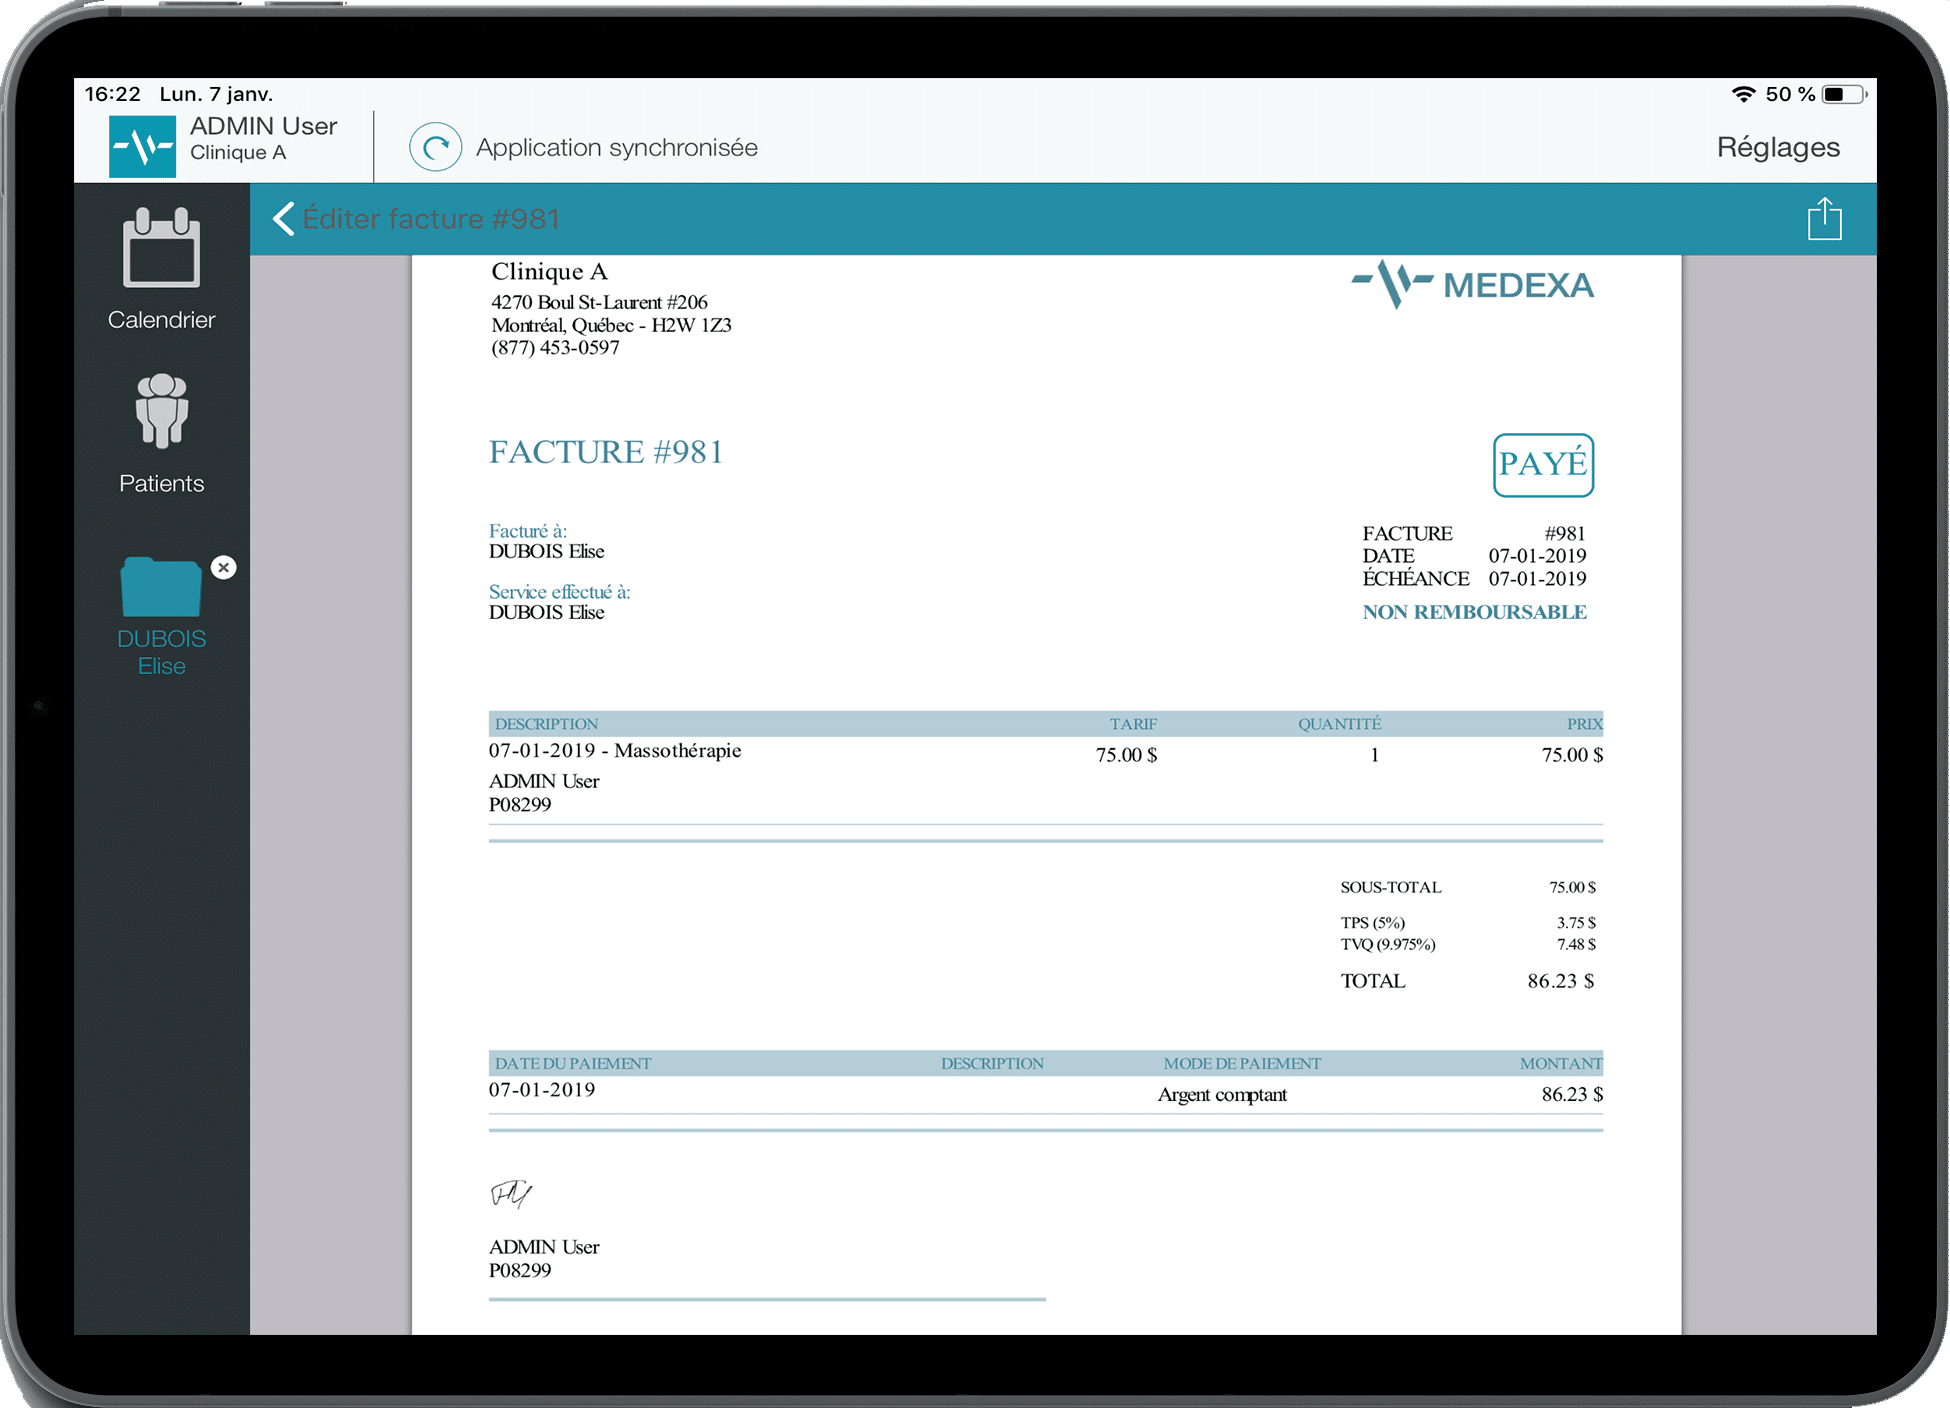 16:22 Lun. 7 janv.
50 %
ADMIN User
Clinique A
Application synchronisée
Réglages
Éditer facture #981
Calendrier
Patients
DUBOIS
Elise
Clinique A
4270 Boul St-Laurent #206
Montréal, Québec - H2W 1Z3
(877) 453-0597
MEDEXA
FACTURE #981
PAYÉ
Facturé à:
DUBOIS Elise
Service effectué à:
DUBOIS Elise
FACTURE #981
DATE 07-01-2019
ÉCHÉANCE 07-01-2019
NON REMBOURSABLE
DESCRIPTION TARIF QUANTITÉ PRIX
07-01-2019 - Massothérapie 75.00 $ 1 75.00 $
ADMIN User
P08299
SOUS-TOTAL 75.00 $
TPS (5%) 3.75 $
TVQ (9.975%) 7.48 $
TOTAL 86.23 $
DATE DU PAIEMENT DESCRIPTION MODE DE PAIEMENT MONTANT
07-01-2019 Argent comptant 86.23 $
ADMIN User
P08299